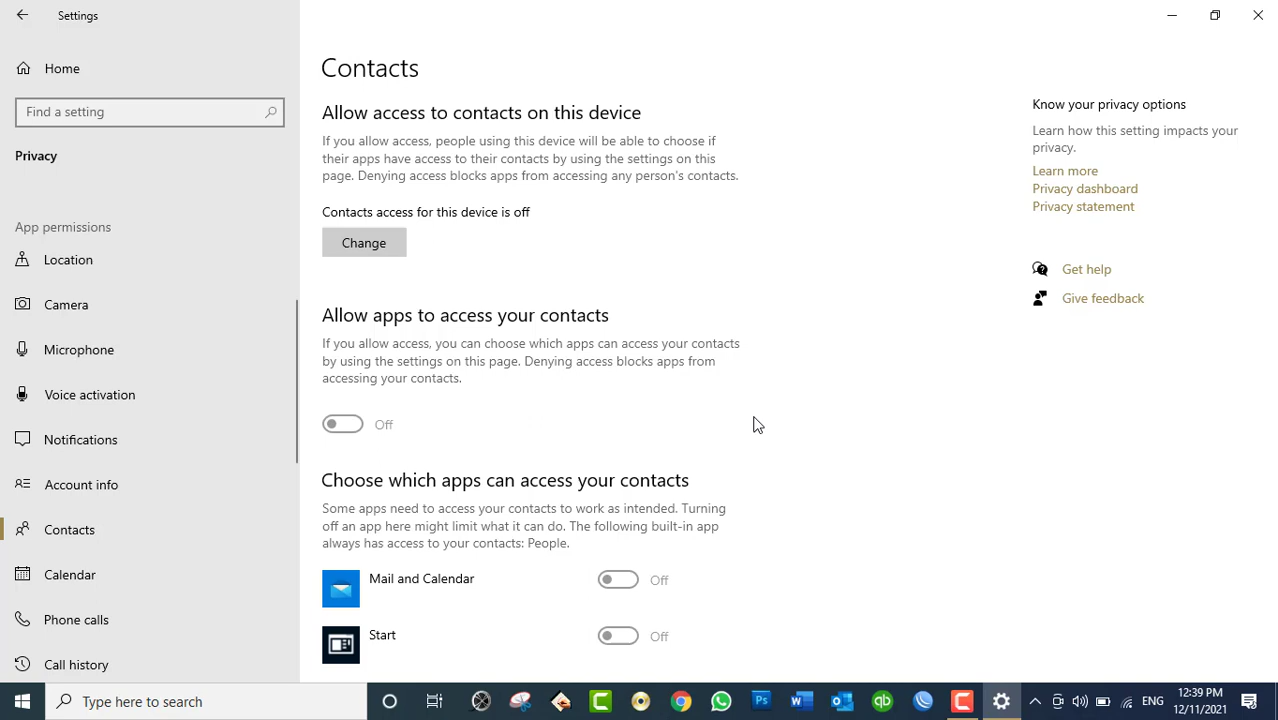 Settings
Home
Find a setting
Privacy
App permissions
Location
Camera
Microphone
Voice activation
Notifications
Account info
Contacts
Calendar
Phone calls
Call history
Contacts
Allow access to contacts on this device
If you allow access, people using this device will be able to choose if
their apps have access to their contacts by using the settings on this
page. Denying access blocks apps from accessing any person's contacts.
Contacts access for this device is off
Change
Allow apps to access your contacts
If you allow access, you can choose which apps can access your contacts
by using the settings on this page. Denying access blocks apps from
accessing your contacts.
Off
Choose which apps can access your contacts
Some apps need to access your contacts to work as intended. Turning
off an app here might limit what it can do. The following built-in app
always has access to your contacts: People.
Mail and Calendar
Off
Start
Off
Know your privacy options
Learn how this setting impacts your
privacy.
Learn more
Privacy dashboard
Privacy statement
Get help
Give feedback
Type here to search
ENG
12:39 PM
12/11/2021